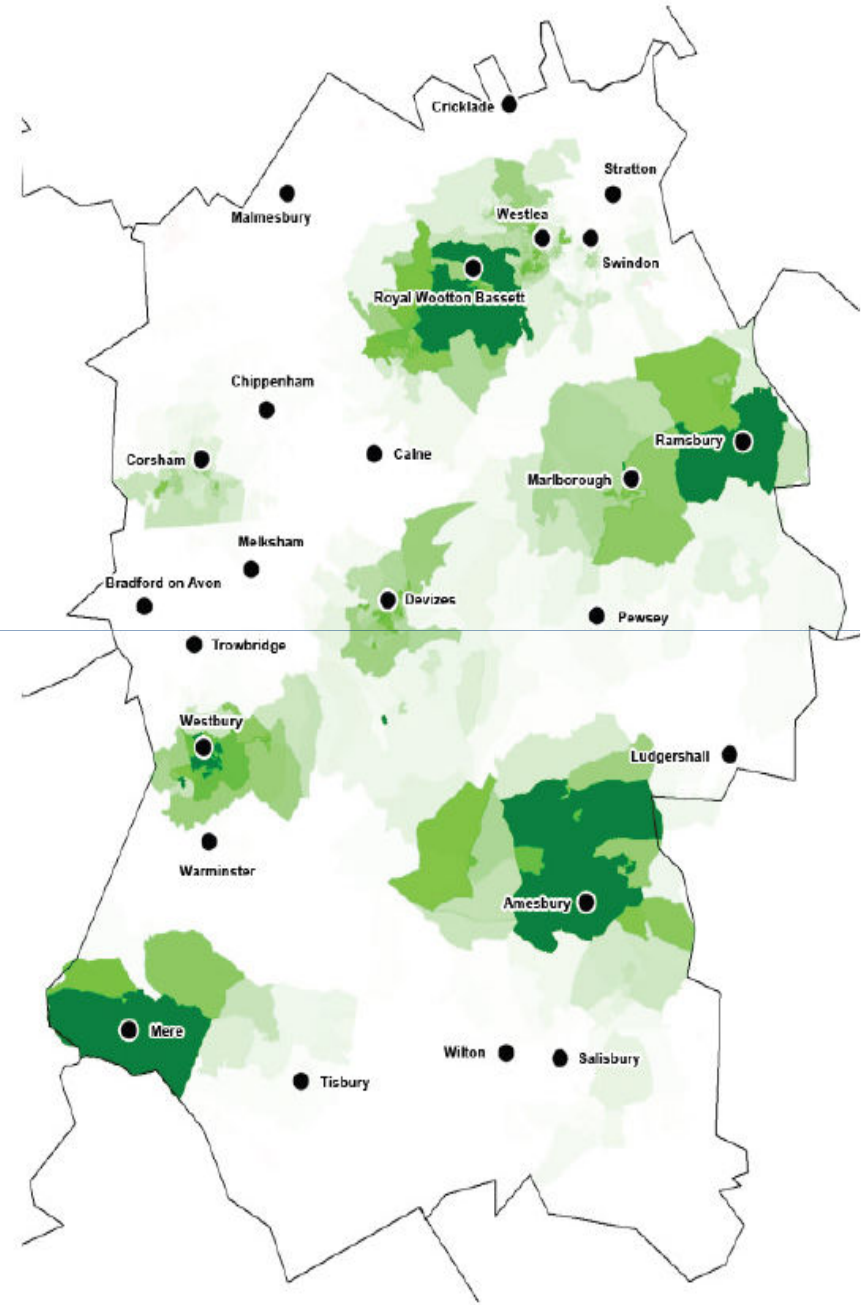 Cricklade
Stratton
Malmesbury
Westlea
Swindon
Royal Wootton Bassett
Chippenham
Ramsbury
Corsham
Calne
Marlborough
Melksham
Bradford on Avon
Devizes
Pewsey
Trowbridge
Westbury
Ludgershall
Warminster
Amesbury
Mere
Wilton
Salisbury
Tisbury